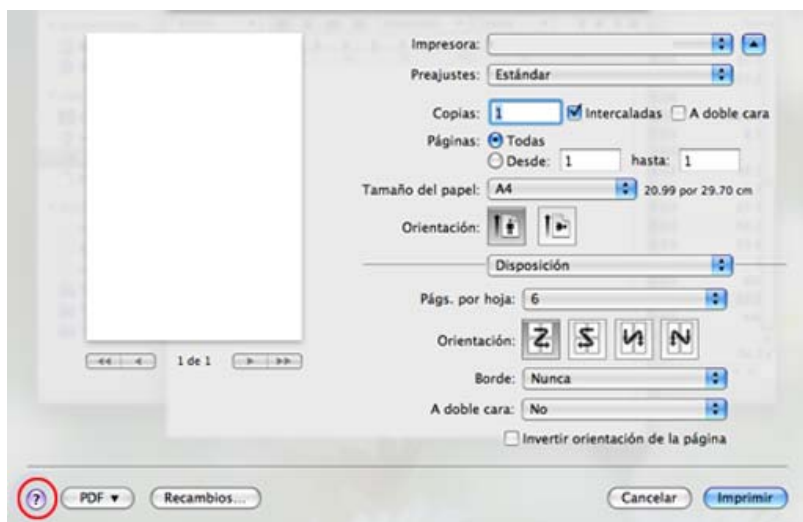 Impresora:
Preajustes: Estándar
Copias: 1 Intercaladas A doble cara
Páginas: Todas
Desde: 1 hasta: 1
Tamaño del papel: A4 20.99 por 29.70 cm
Orientación:
Disposición
Págs. por hoja: 6
Orientación:
1 de 1
Borde: Nunca
A doble cara: No
Invertir orientación de la página
? PDF Recambios... Cancelar Imprimir